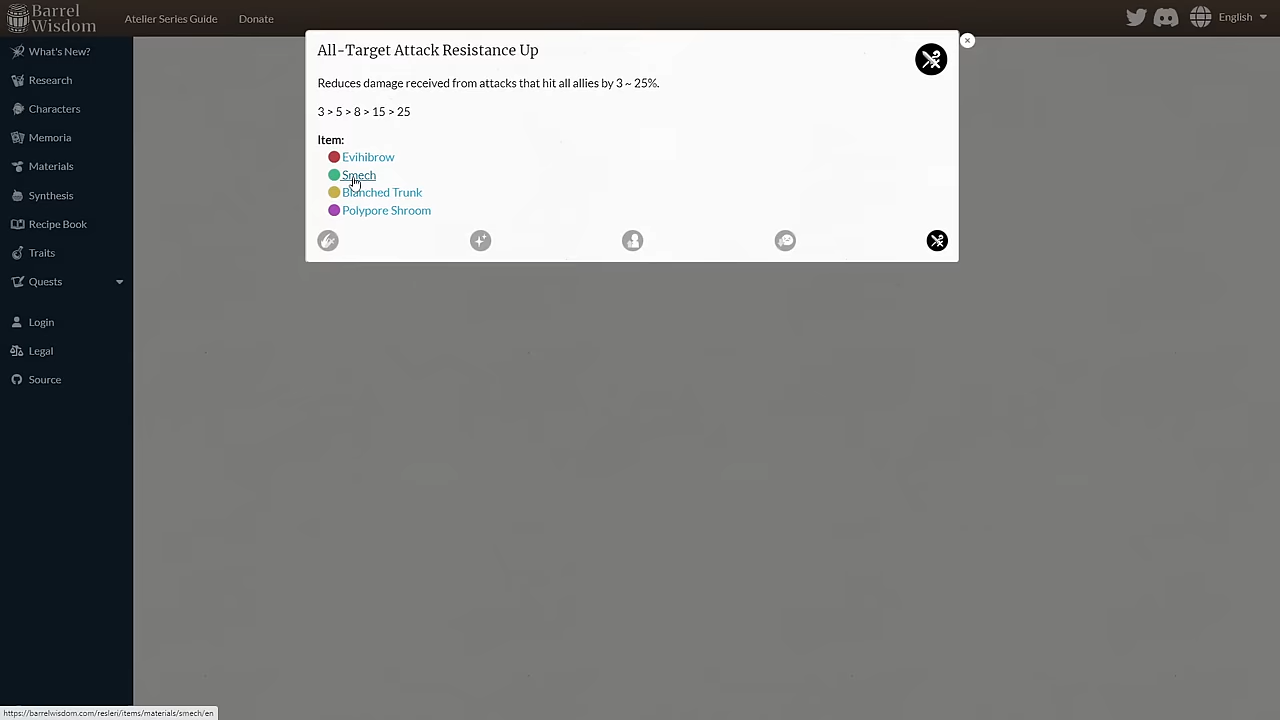 Barrel
Wisdom
Atelier Series Guide
Donate
English
What's New?
Research
Characters
Memoria
Materials
Synthesis
Recipe Book
Traits
Quests
Login
Legal
Source
All-Target Attack Resistance Up
Reduces damage received from attacks that hit all allies by 3 ~ 25%.
3 > 5 > 8 > 15 > 25
Item:
Evihibrow
Smech
Blanched Trunk
Polypore Shroom
https://barrelwisdom.com/resleri/items/materials/smech/en